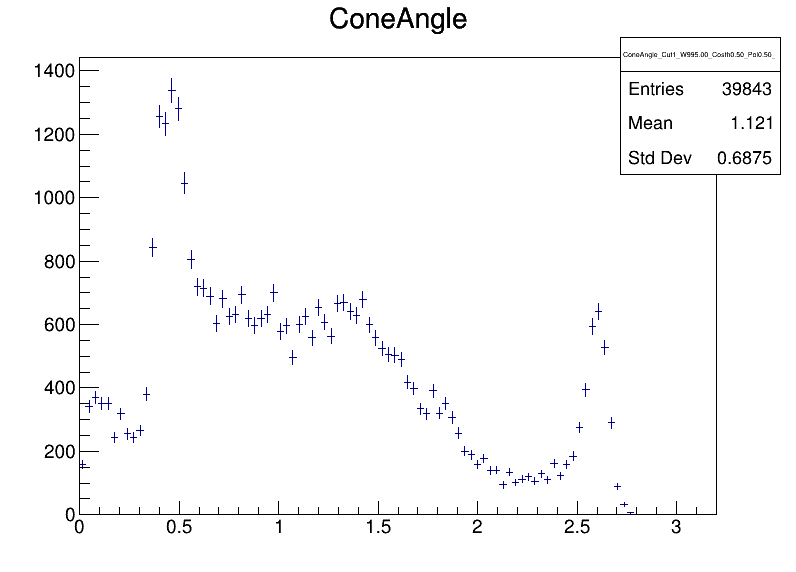 ConeAngle
ConeAngle_Cut1_W995.00_Costh0.50_Pol0.50_
Entries 39843
Mean 1.121
Std Dev 0.6875
1400
1200
1000
800
600
400
200
0
0 0.5 1 1.5 2 2.5 3